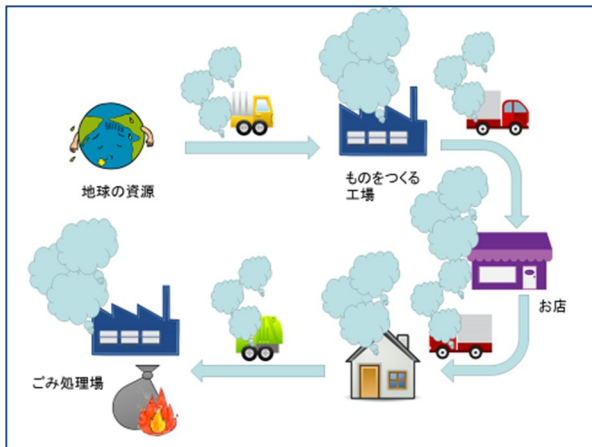 地球の資源
ものをつくる
工場
お店
ごみ処理場